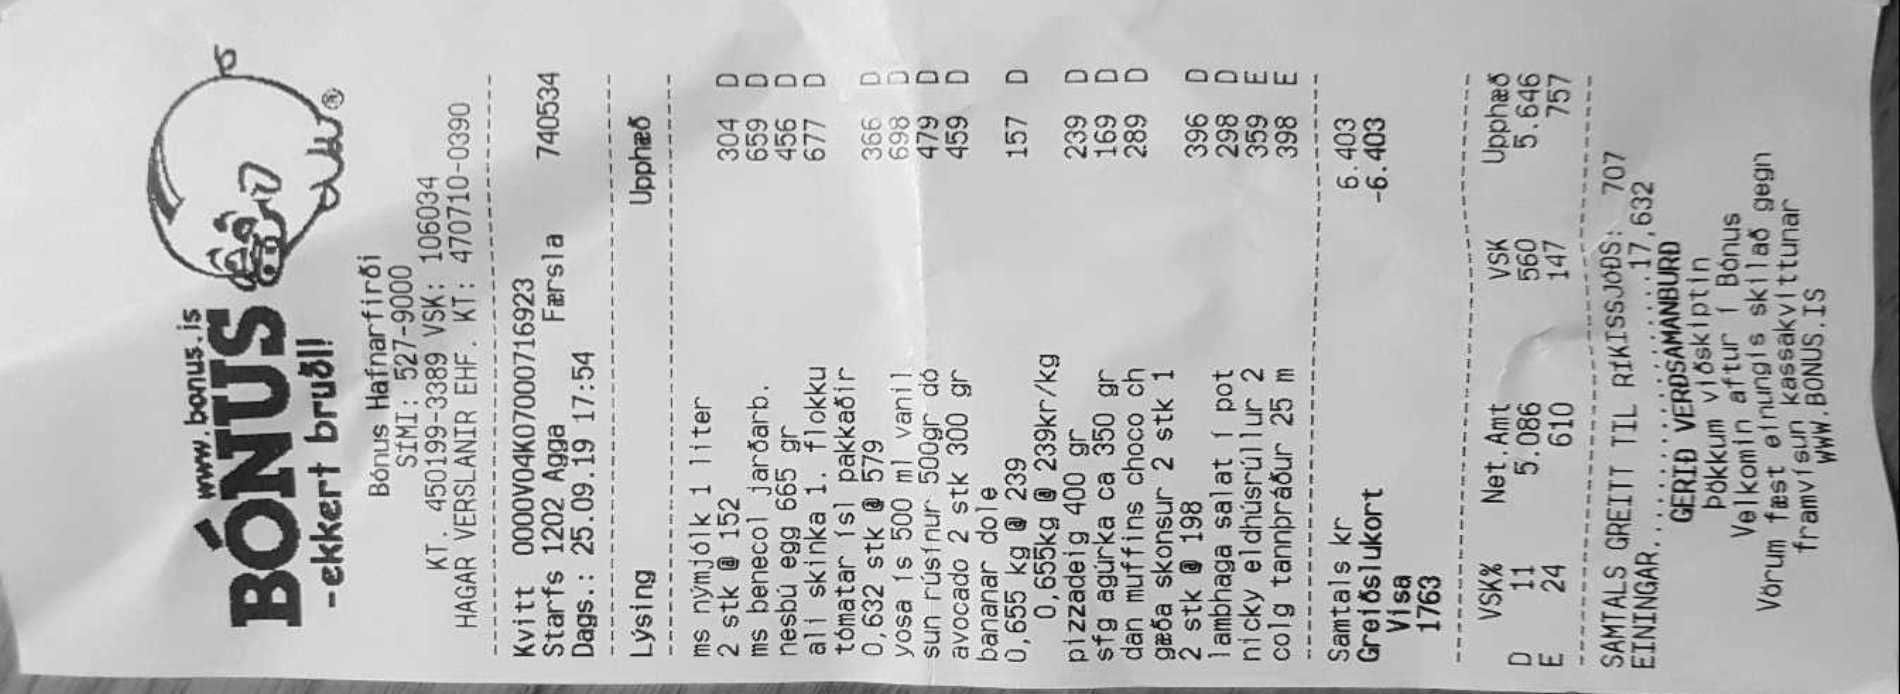 www.bonus.is
BÓNUS
-ekkert bruðl!
®
Bónus Hafnarfirði
SÍMI: 527-9000
KT. 450199-3389 VSK: 106034
HAGAR VERSLANIR EHF. KT: 470710-0390
Kvitt 0000V04K070007716923
Starfs 1202 Agga Færsla 740534
Dags.: 25.09.19 17:54
Lýsing Upphæð
ms nýmjólk 1 liter
2 stk @ 152 304 D
ms benecol jarðarb. 659 D
nesbú egg 665 gr 456 D
ali skinka 1. flokku 677 D
tómatar ísl pakkaðir
0,632 stk @ 579 366 D
yosa ís 500 ml vanil 698 D
sun rúsínur 500gr dó 479 D
avocado 2 stk 300 gr 459 D
bananar dole
0,655 kg @ 239 157 D
0,655kg @ 239kr/kg
pizzadeig 400 gr 239 D
sfg agúrka ca 350 gr 169 D
dan muffins choco ch 289 D
gæða skonsur 2 stk 1
2 stk @ 198 396 D
lambhaga salat í pot 298 D
nicky eldhúsrúllur 2 359 E
colg tannþráður 25 m 398 E
Samtals kr 6.403
Greiðslukort -6.403
Visa
1763
VSK% Net.Amt VSK Upphæð
D 11 5.086 560 5.646
E 24 610 147 757
SAMTALS GREITT TIL RÍKISSJÓÐS: 707
EININGAR..................17,632
GERIÐ VERÐSAMANBURÐ
Þökkum viðskiptin
Velkomin aftur í Bónus
Vörum fæst einungis skilað gegn
framvísun kassakvittunar
WWW.BONUS.IS